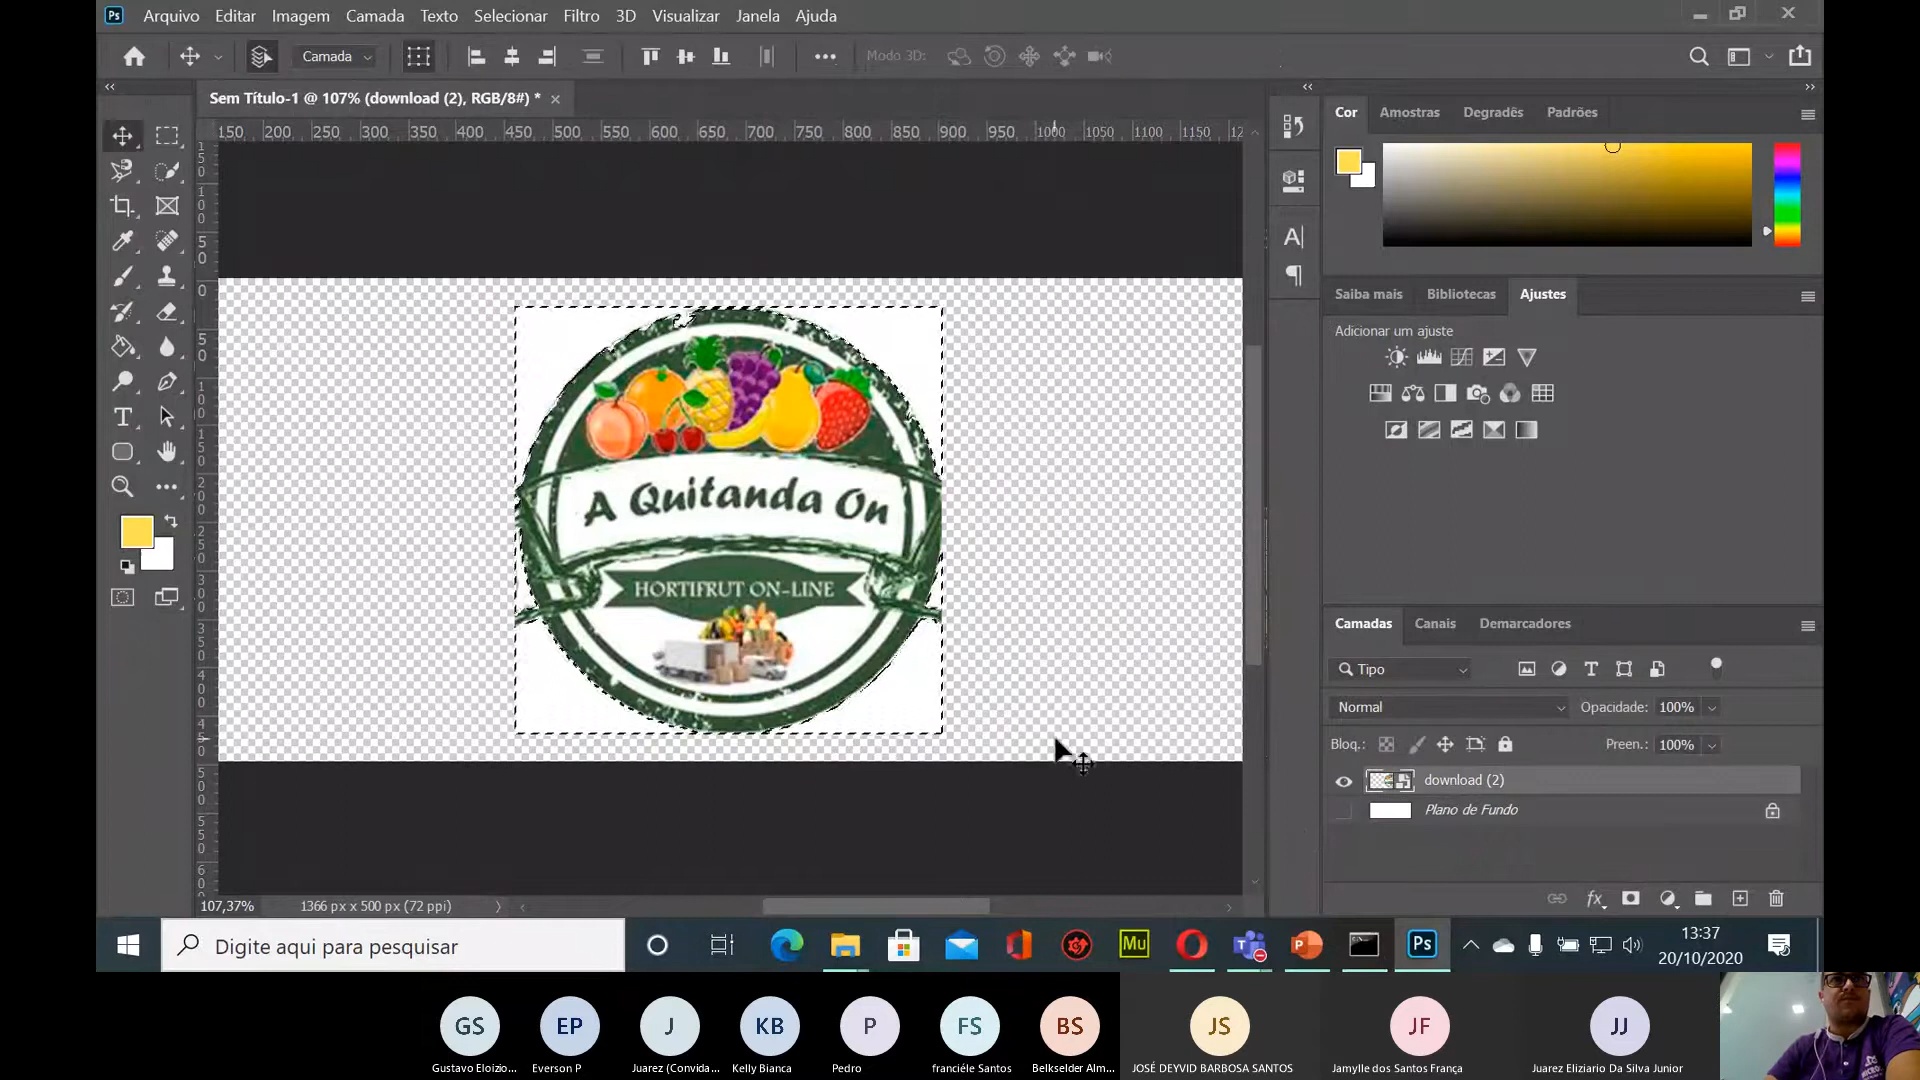 Ps Arquivo Editar Imagem Camada Texto Selecionar Filtro 3D Visualizar Janela Ajuda
Camada Modo 3D:
Sem Título-1 @ 107% (download (2), RGB/8#) *
150 200 250 300 350 400 450 500 550 600 650 700 750 800 850 900 950 1000 1050 1100 1150 12
Cor Amostras Degradês Padrões
Saiba mais Bibliotecas Ajustes
Adicionar um ajuste
A Quitanda On
HORTIFRUT ON-LINE
Camadas Canais Demarcadores
Tipo
Normal Opacidade: 100%
Bloq.: Preen.: 100%
download (2)
Plano de Fundo
107,37% 1366 px x 500 px (72 ppi)
Digite aqui para pesquisar
Mu
Ps
13:37
20/10/2020
GS EP J KB P FS BS JS JF JJ
Gustavo Eloizio... Everson P Juarez (Convida... Kelly Bianca Pedro franciéle Santos Belkselder Alm... JOSÉ DEYVID BARBOSA SANTOS Jamylle dos Santos França Juarez Eliziario Da Silva Junior